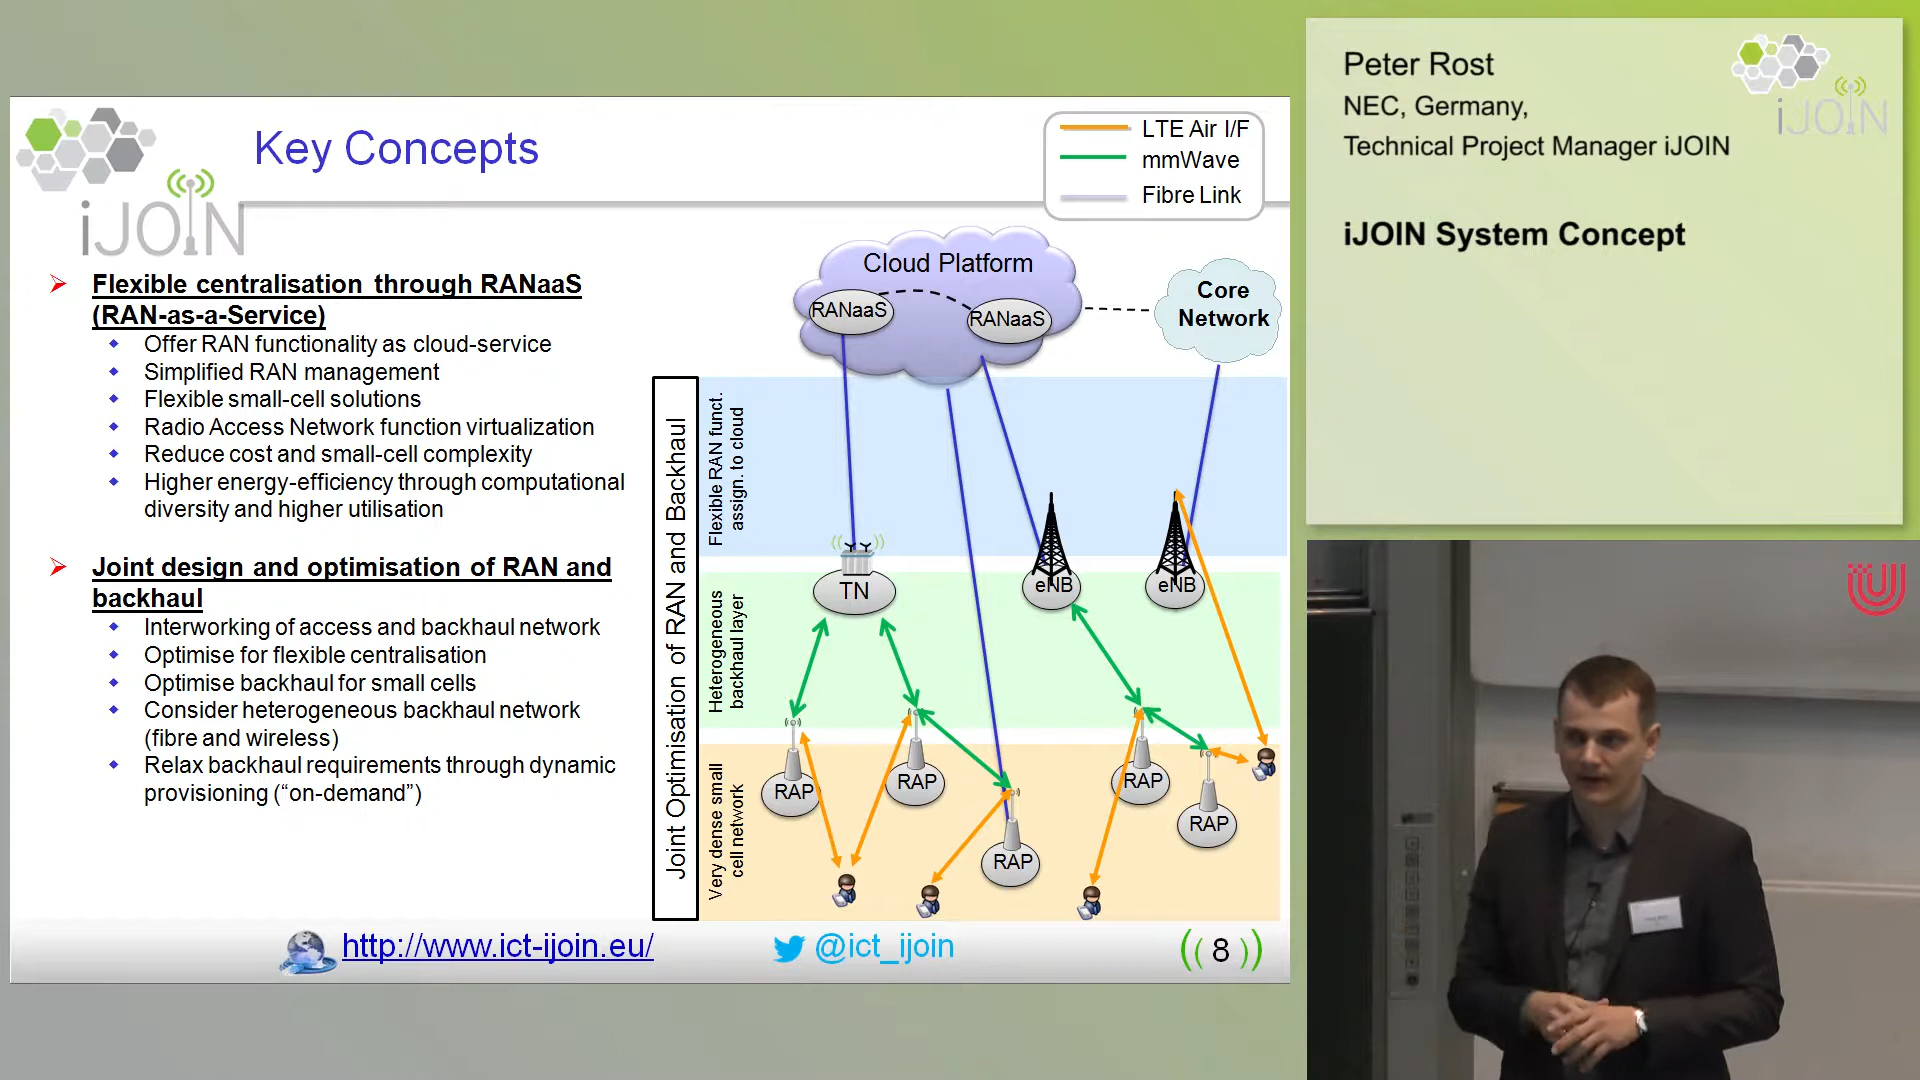 Key Concepts
iJOIN
LTE Air I/F
mmWave
Fibre Link
Flexible centralisation through RANaaS
(RAN-as-a-Service)
Offer RAN functionality as cloud-service
Simplified RAN management
Flexible small-cell solutions
Radio Access Network function virtualization
Reduce cost and small-cell complexity
Higher energy-efficiency through computational
diversity and higher utilisation
Joint design and optimisation of RAN and
backhaul
Interworking of access and backhaul network
Optimise for flexible centralisation
Optimise backhaul for small cells
Consider heterogeneous backhaul network
(fibre and wireless)
Relax backhaul requirements through dynamic
provisioning (“on-demand”)
Cloud Platform
RANaaS
RANaaS
Core
Network
Joint Optimisation of RAN and Backhaul
Flexible RAN funct.
assign. to cloud
Heterogeneous
backhaul layer
Very dense small
cell network
TN
eNB
eNB
RAP
RAP
RAP
RAP
RAP
http://www.ict-ijoin.eu/
@ict_ijoin
8
Peter Rost
NEC, Germany,
Technical Project Manager iJOIN
iJOIN
iJOIN System Concept